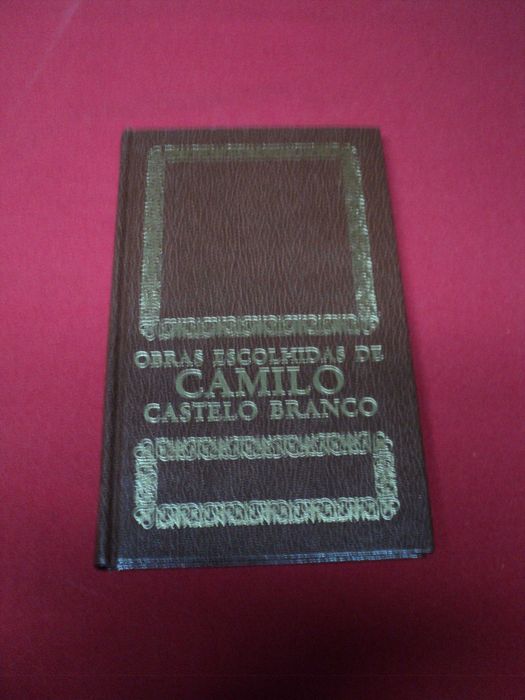 OBRAS ESCOLHIDAS DE
CAMILO
CASTELO BRANCO